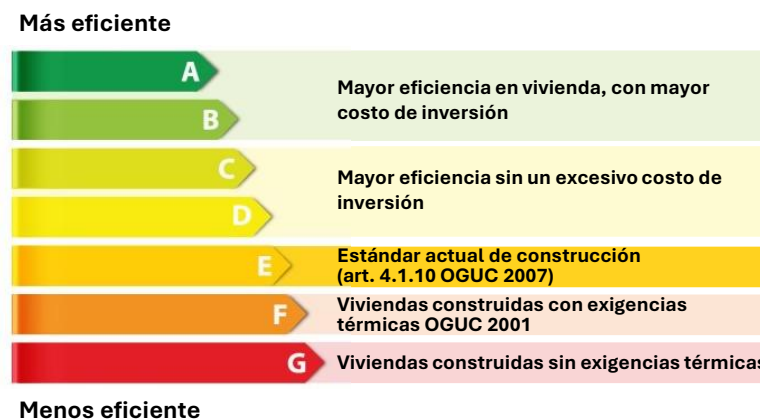 Más eficiente
A
B
Mayor eficiencia en vivienda, con mayor
costo de inversión
C
D
Mayor eficiencia sin un excesivo costo de
inversión
E
Estándar actual de construcción
(art. 4.1.10 OGUC 2007)
F
Viviendas construidas con exigencias
térmicas OGUC 2001
G
Viviendas construidas sin exigencias térmicas
Menos eficiente